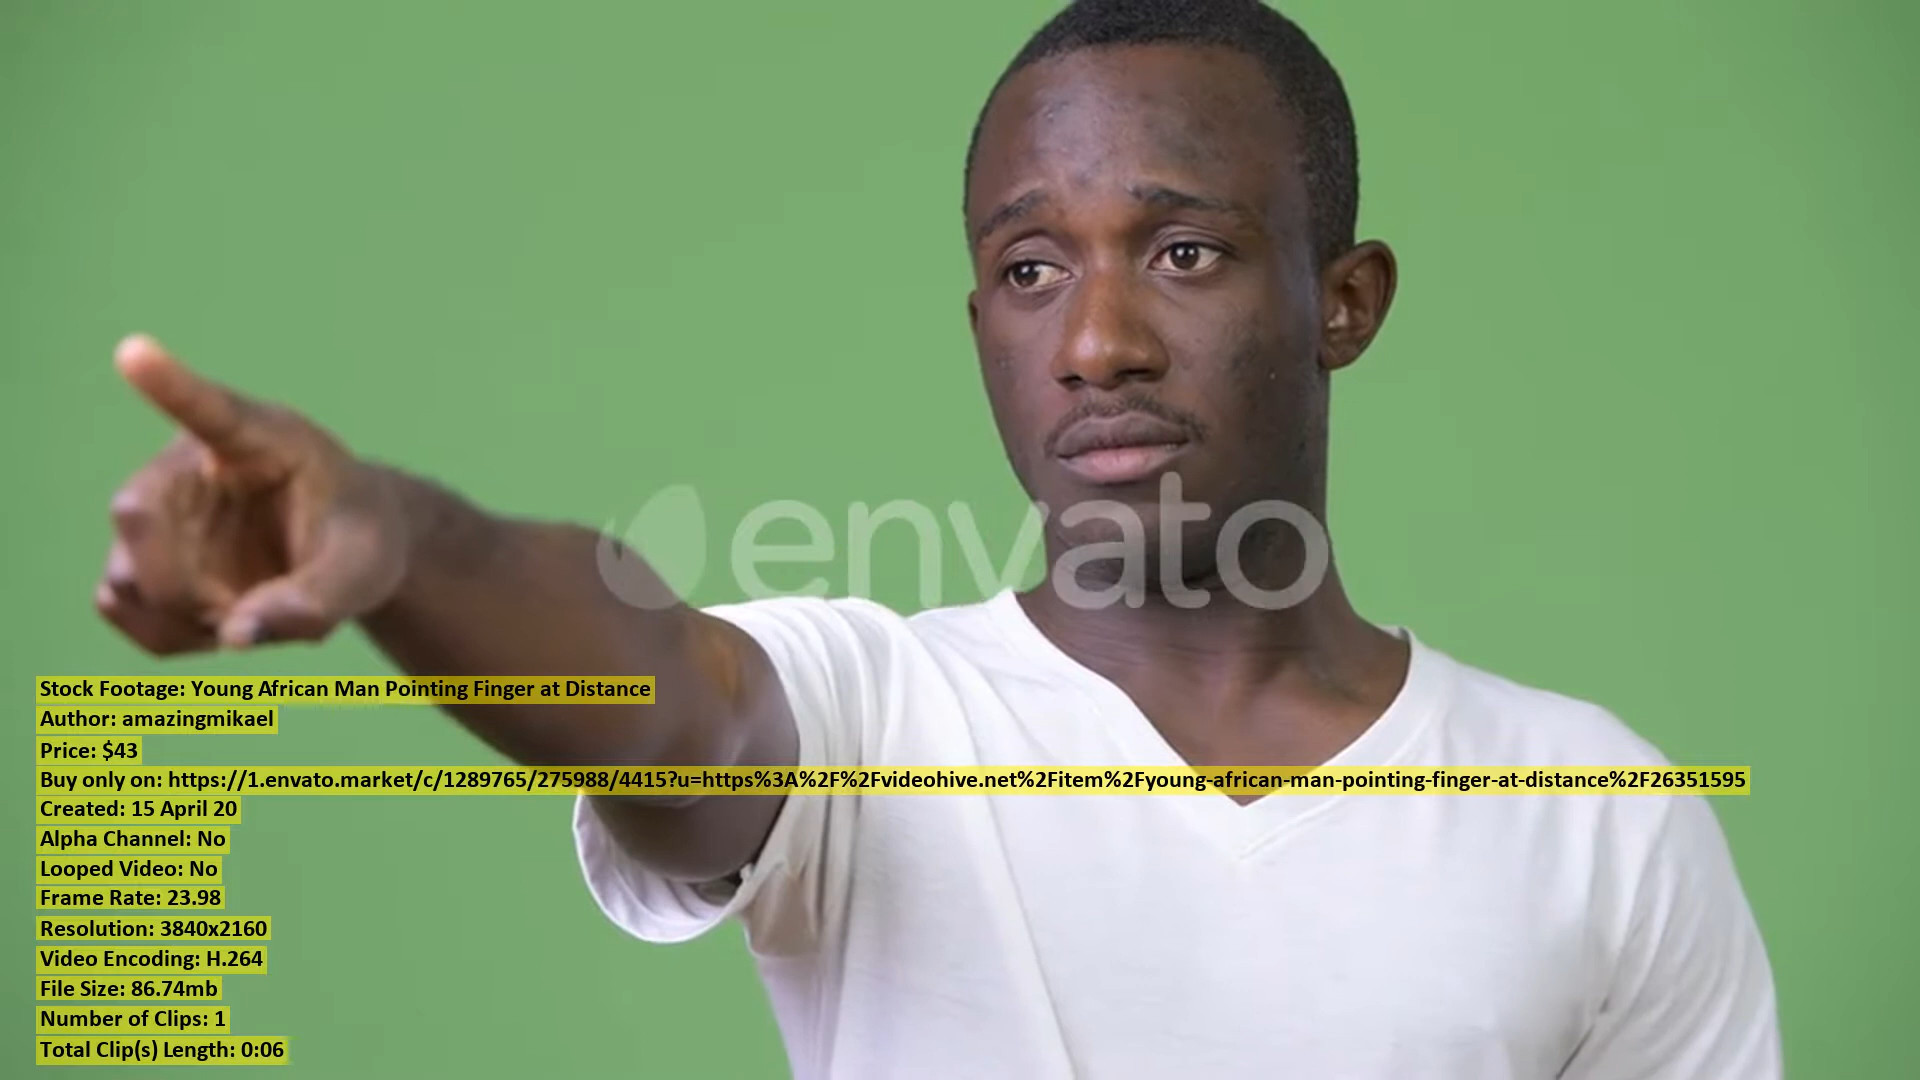 envato
Stock Footage: Young African Man Pointing Finger at Distance
Author: amazingmikael
Price: $43
Buy only on: https://1.envato.market/c/1289765/275988/4415?u=https%3A%2F%2Fvideohive.net%2Fitem%2Fyoung-african-man-pointing-finger-at-distance%2F26351595
Created: 15 April 20
Alpha Channel: No
Looped Video: No
Frame Rate: 23.98
Resolution: 3840x2160
Video Encoding: H.264
File Size: 86.74mb
Number of Clips: 1
Total Clip(s) Length: 0:06